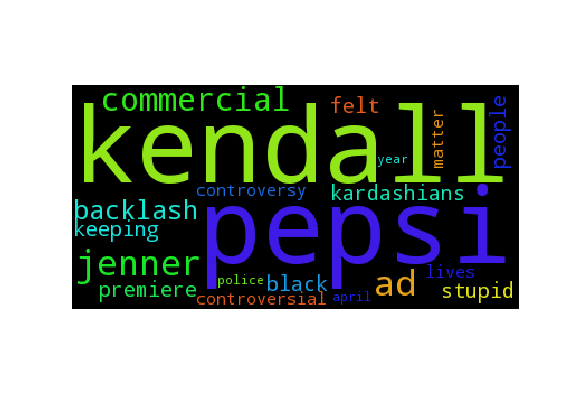 commercial felt
kendall
matter
people
year
controversy kardashians
backlash
pepsi
keeping
jenner
police black ad lives
premiere stupid
controversial april